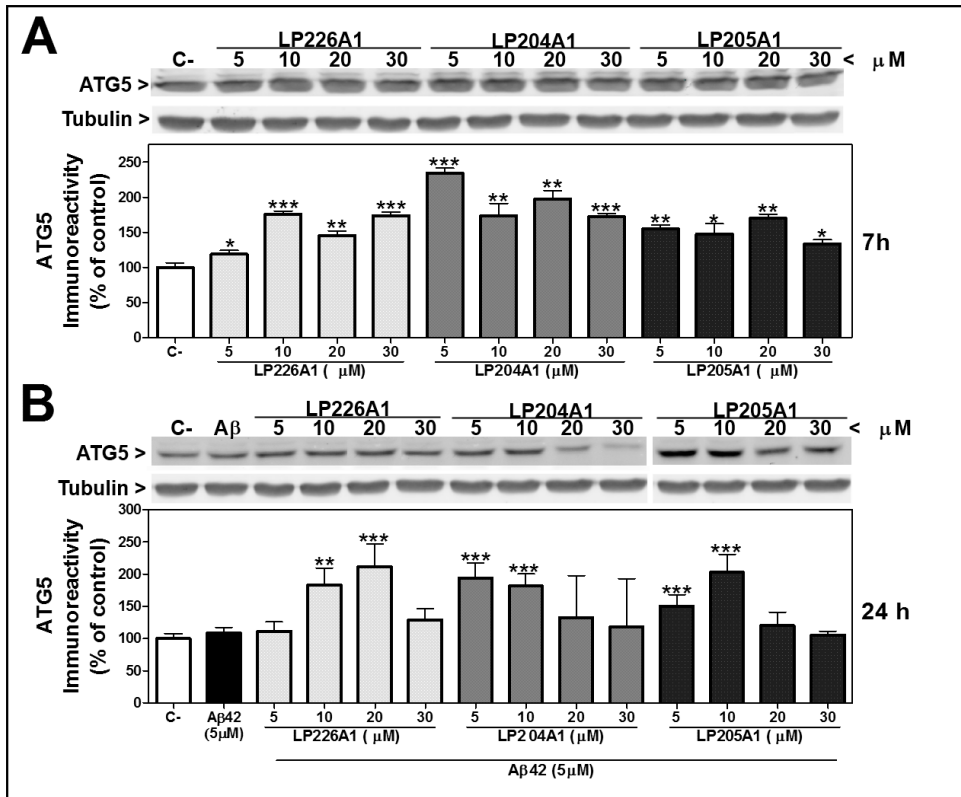 A
LP226A1 LP204A1 LP205A1
C- 5 10 20 30 5 10 20 30 5 10 20 30 < μM
ATG5 >
Tubulin >
ATG5
Immunoreactivity
(% of control)
250
200
150
100
50
0
* *** ** *** *** ** ** *** ** * ** *
7h
C- 5 10 20 30 5 10 20 30 5 10 20 30
LP226A1 ( μM) LP204A1 (μM) LP205A1 ( μM)
B
LP226A1 LP204A1 LP205A1
C- Aβ 5 10 20 30 5 10 20 30 5 10 20 30 < μM
ATG5 >
Tubulin >
ATG5
Immunoreactivity
(% of control)
300
250
200
150
100
50
0
** *** *** *** *** ***
24 h
C- Aβ42 5 10 20 30 5 10 20 30 5 10 20 30
(5μM)
LP226A1 ( μM) LP204A1 ( μM) LP205A1 ( μM)
Aβ42 (5μM)